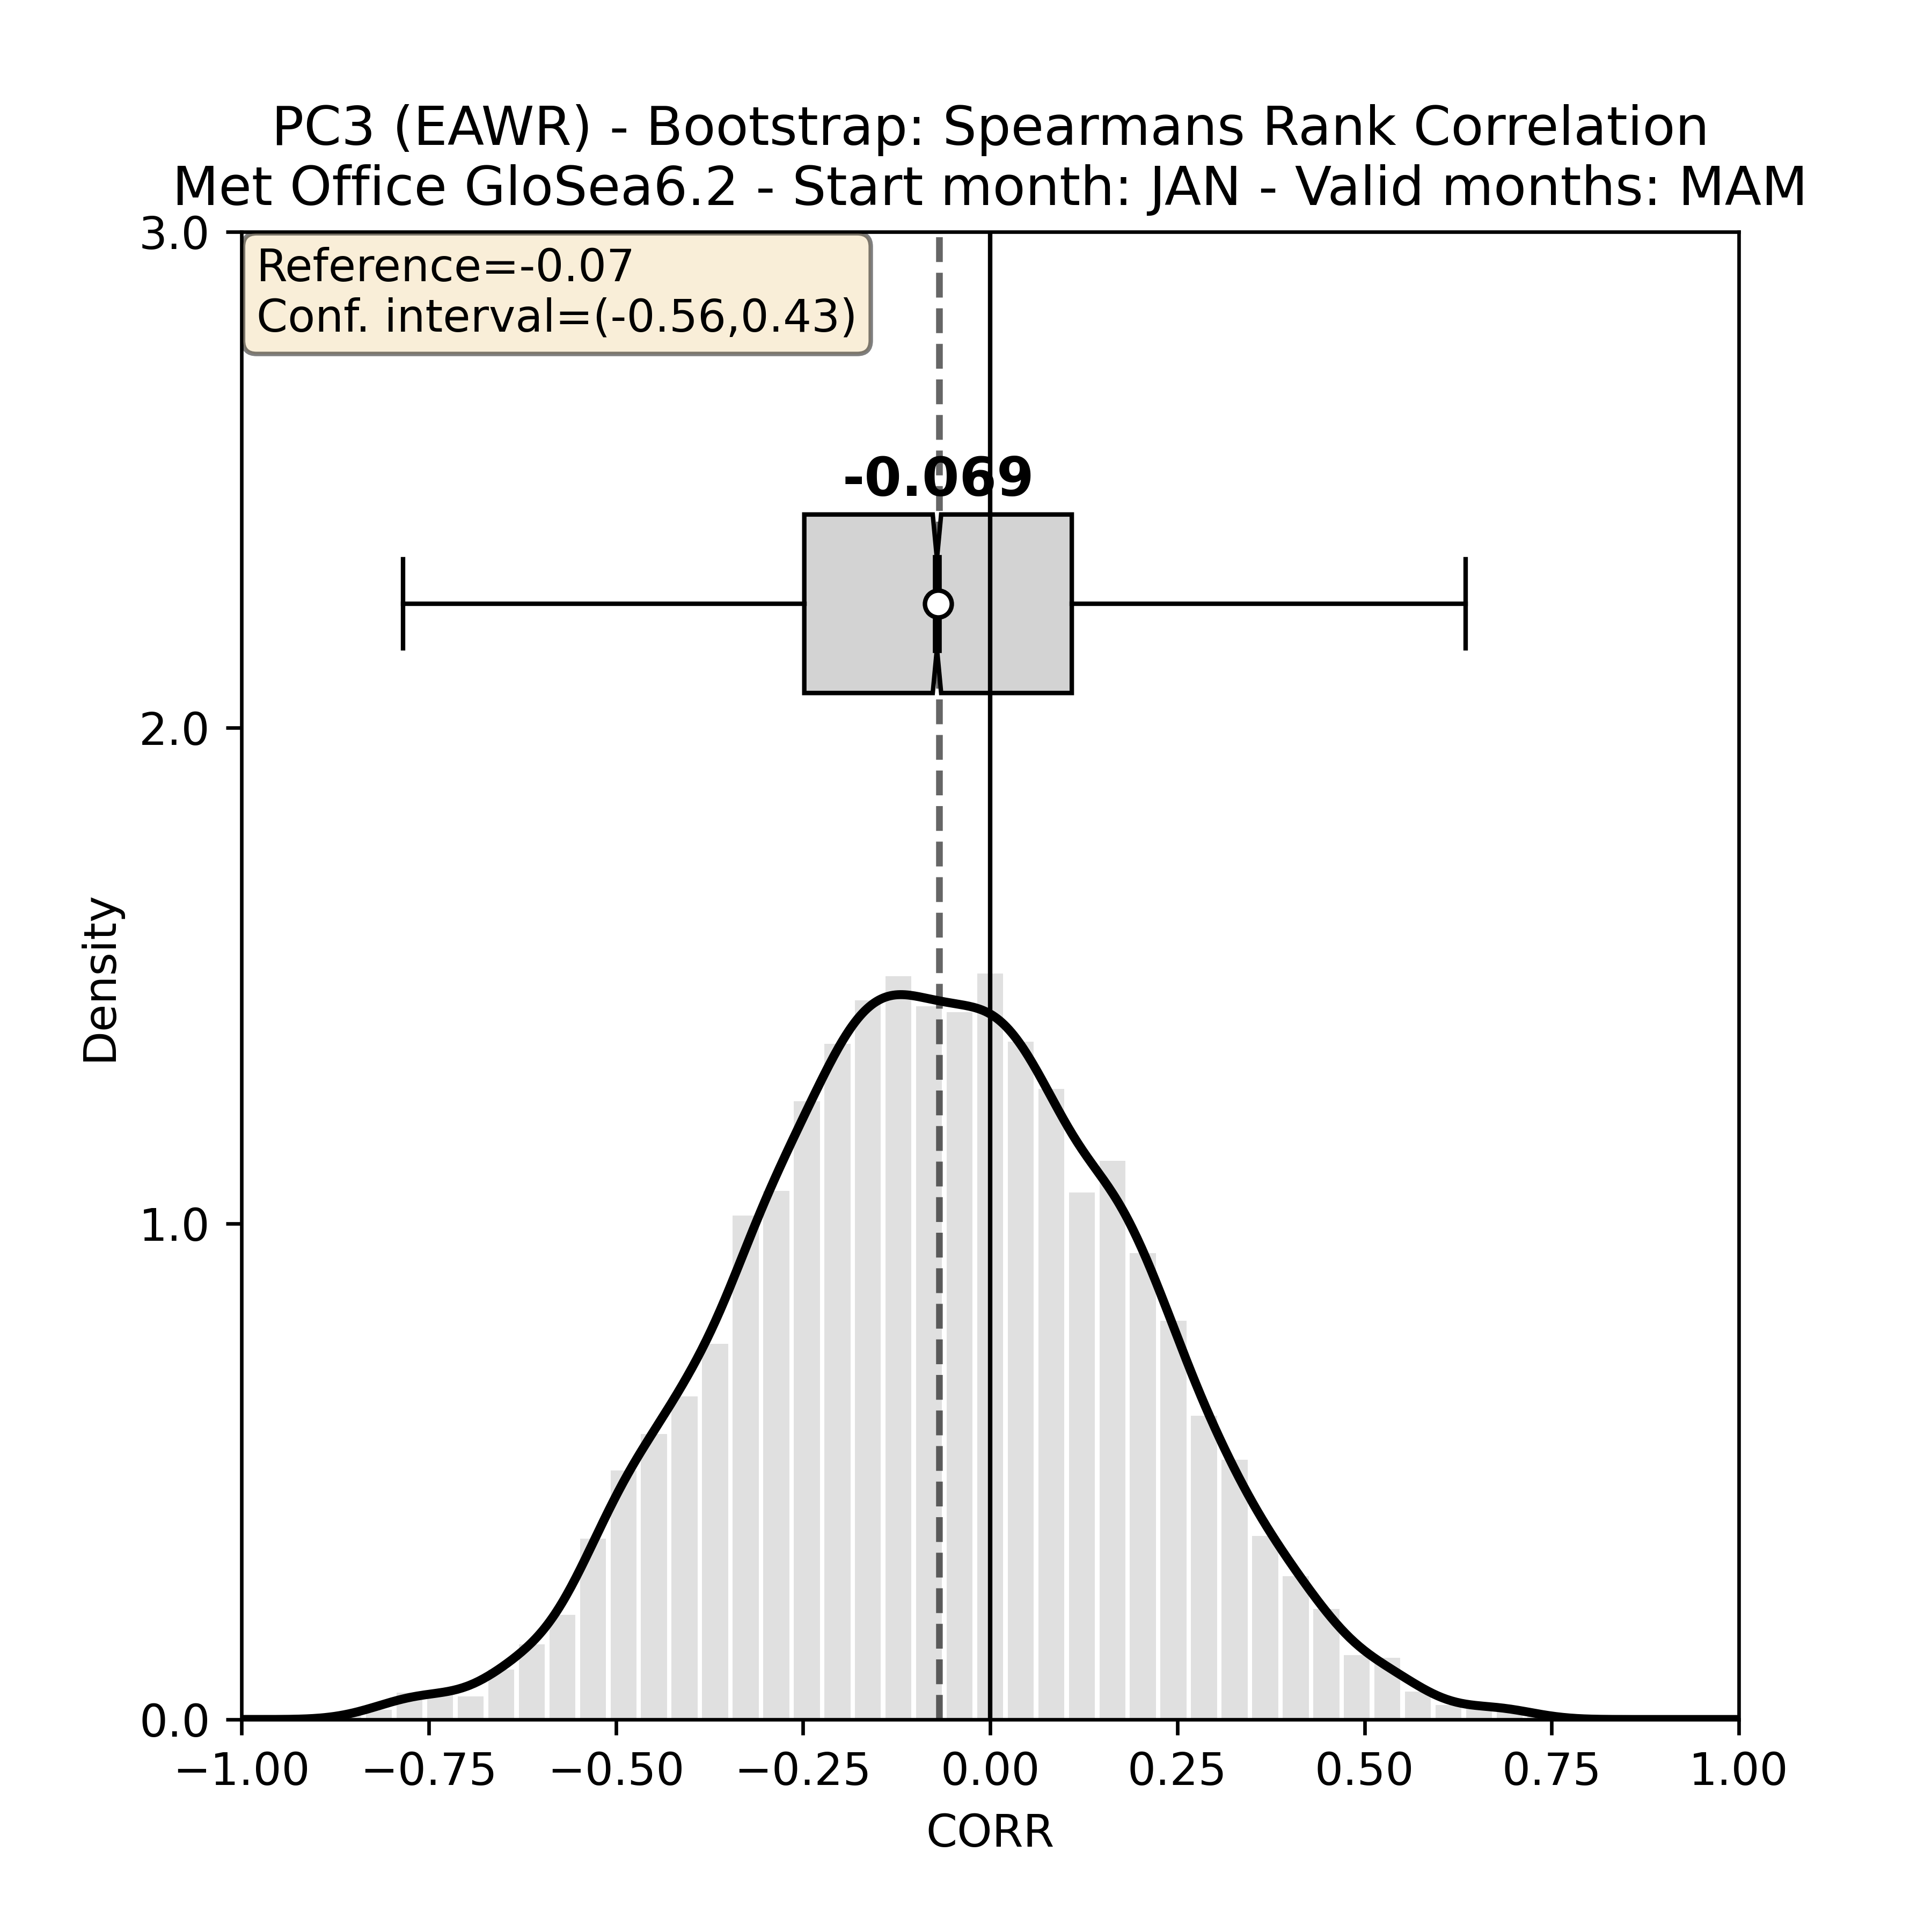 PC3 (EAWR) - Bootstrap: Spearmans Rank Correlation
Met Office GloSea6.2 - Start month: JAN - Valid months: MAM
3.0
Reference=-0.07
Conf. interval=(-0.56,0.43)
-0.069
2.0
Density
1.0
0.0
−1.00 −0.75 −0.50 −0.25 0.00 0.25 0.50 0.75 1.00
CORR